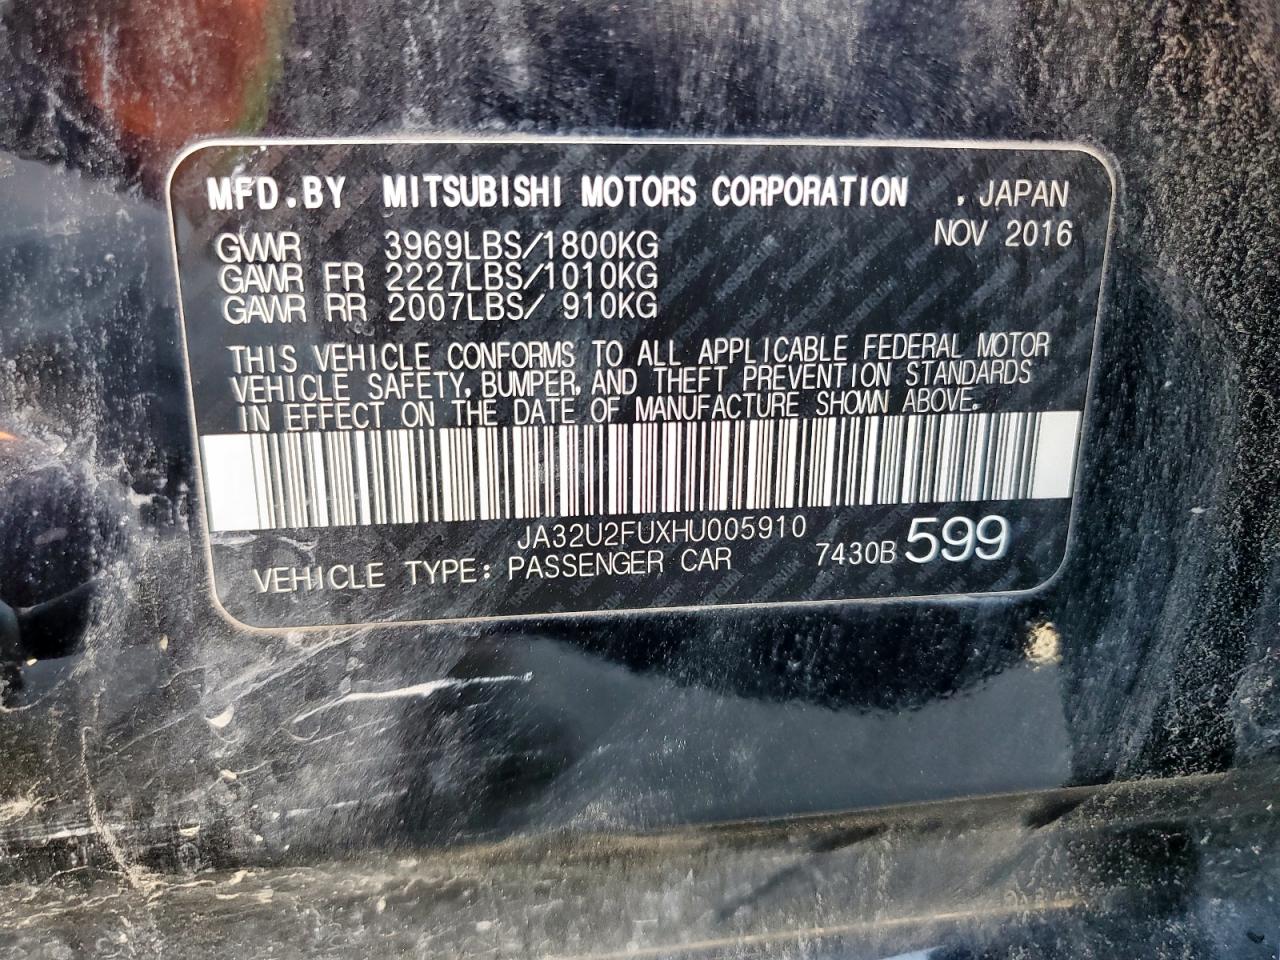 MFD.BY MITSUBISHI MOTORS CORPORATION , JAPAN
NOV 2016
GVWR 3969LBS/1800KG
GAWR FR 2227LBS/1010KG
GAWR RR 2007LBS/ 910KG
THIS VEHICLE CONFORMS TO ALL APPLICABLE FEDERAL MOTOR
VEHICLE SAFETY, BUMPER, AND THEFT PREVENTION STANDARDS
IN EFFECT ON THE DATE OF MANUFACTURE SHOWN ABOVE.
JA32U2FUXHU005910
VEHICLE TYPE: PASSENGER CAR 7430B 599